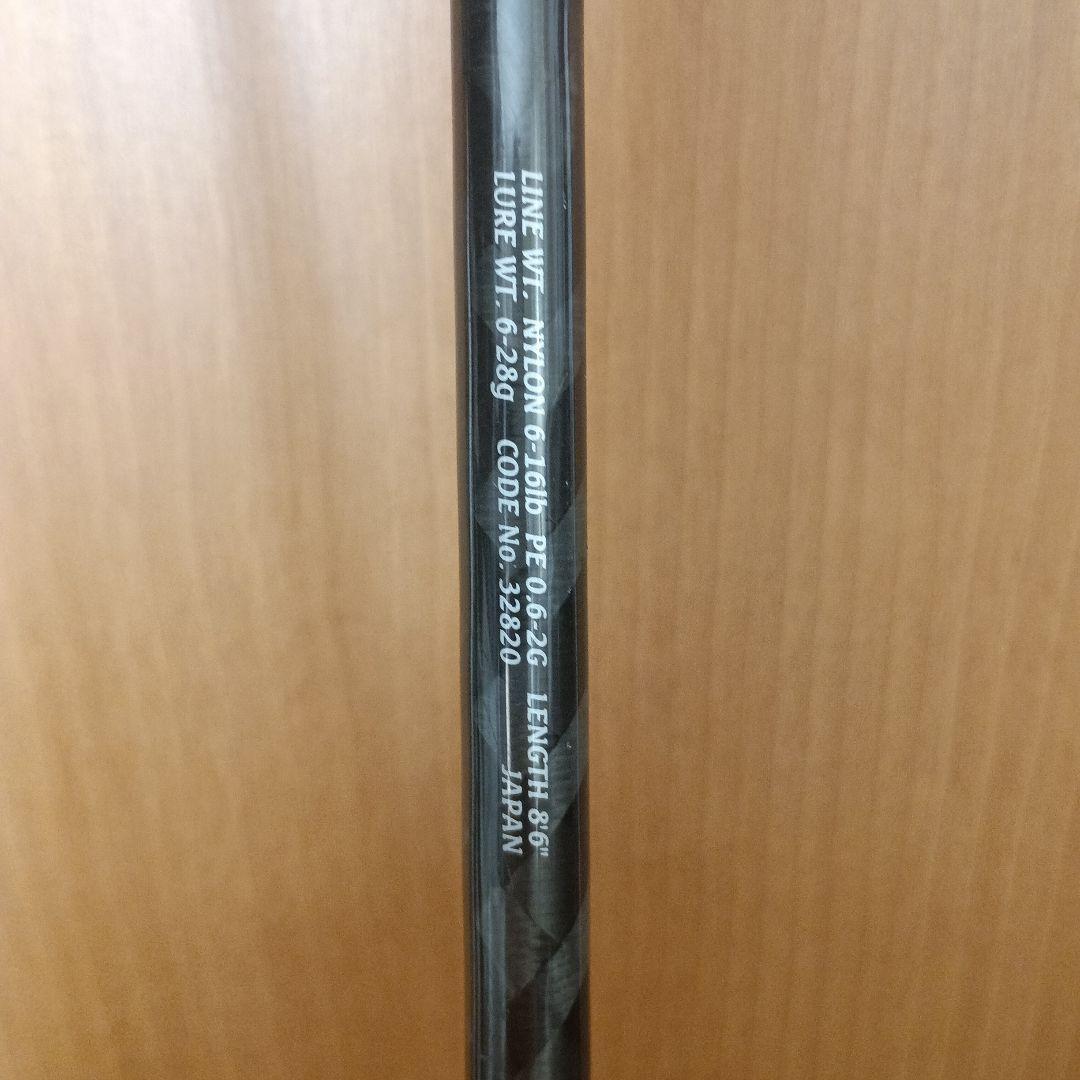 LINE WT. NYLON 6-16lb PE 0.6-2G LENGTH 8'6"
LURE WT. 6-28g CODE No. 32820 JAPAN